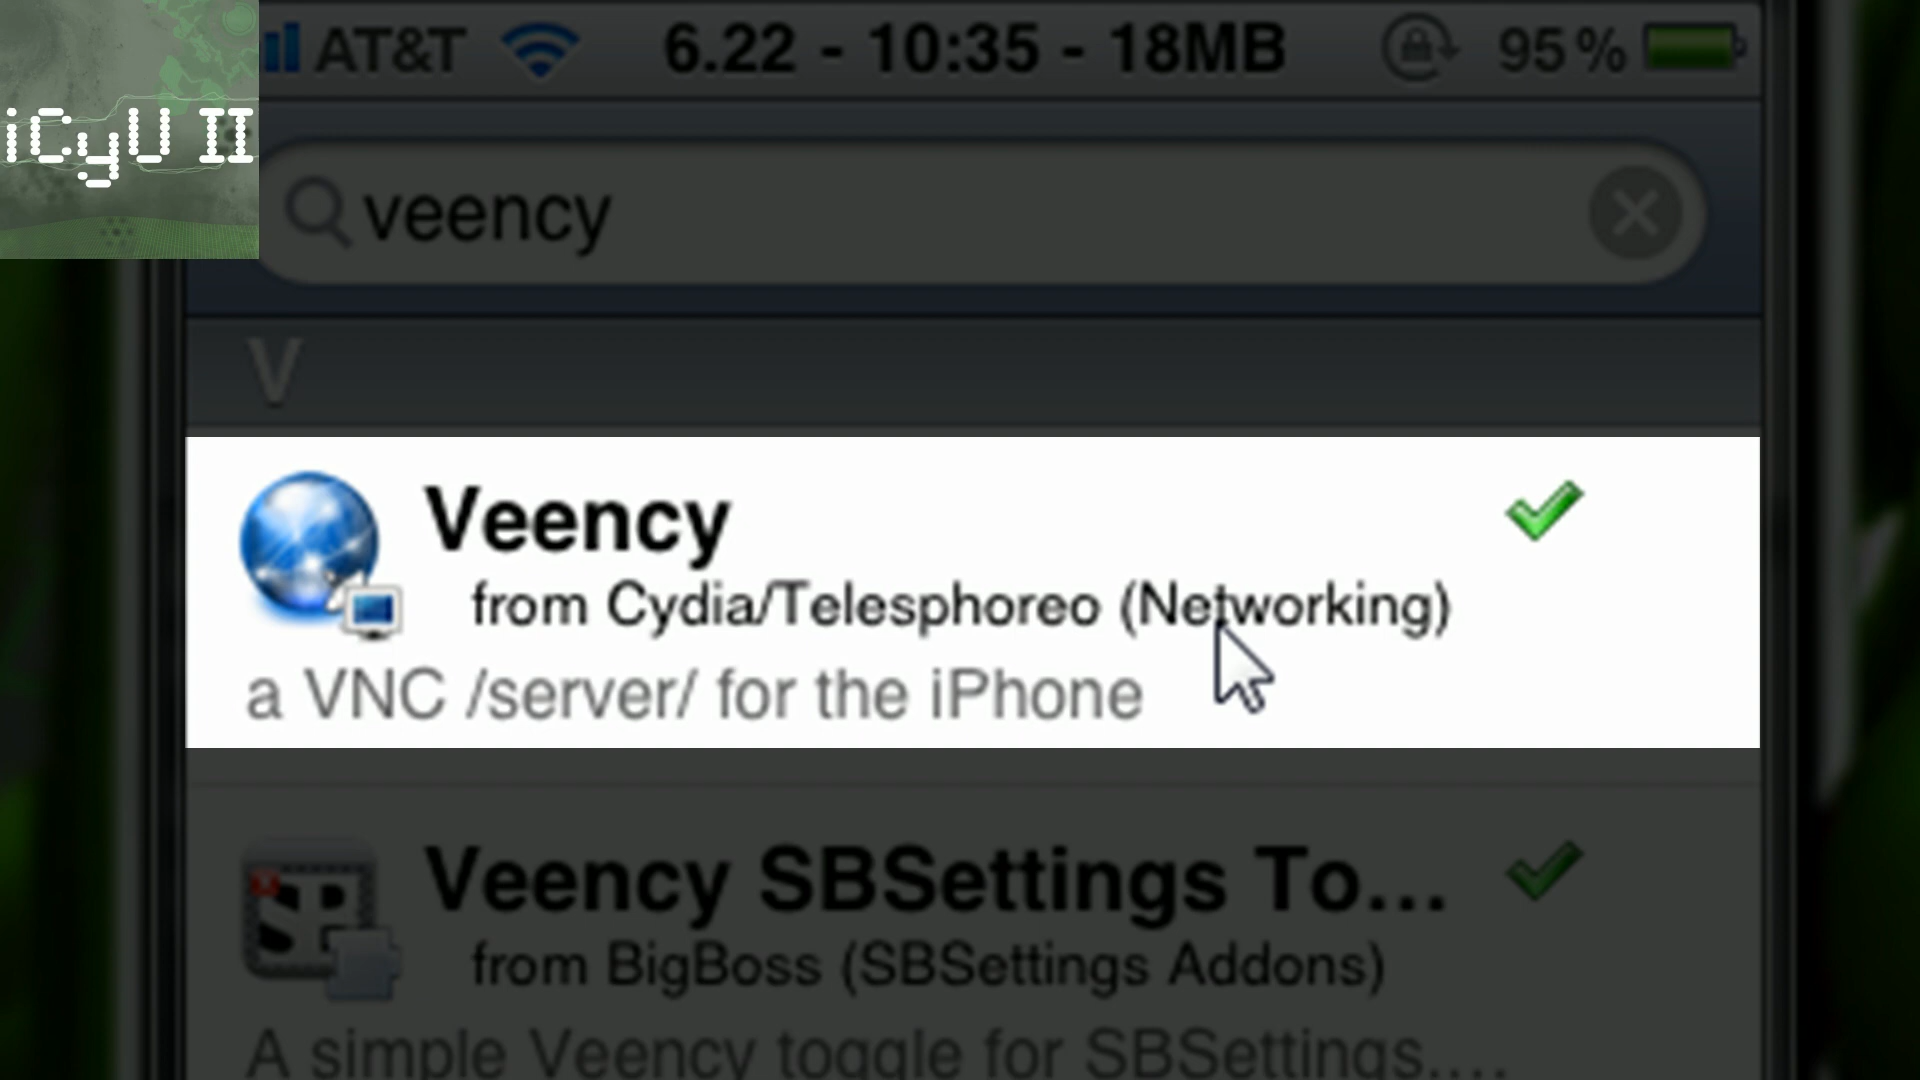 AT&T 6.22 - 10:35 - 18MB 95%
iCyU II
veency
V
Veency
from Cydia/Telesphoreo (Networking)
a VNC /server/ for the iPhone
Veency SBSettings To...
from BigBoss (SBSettings Addons)
A simple Veency toggle for SBSettings....